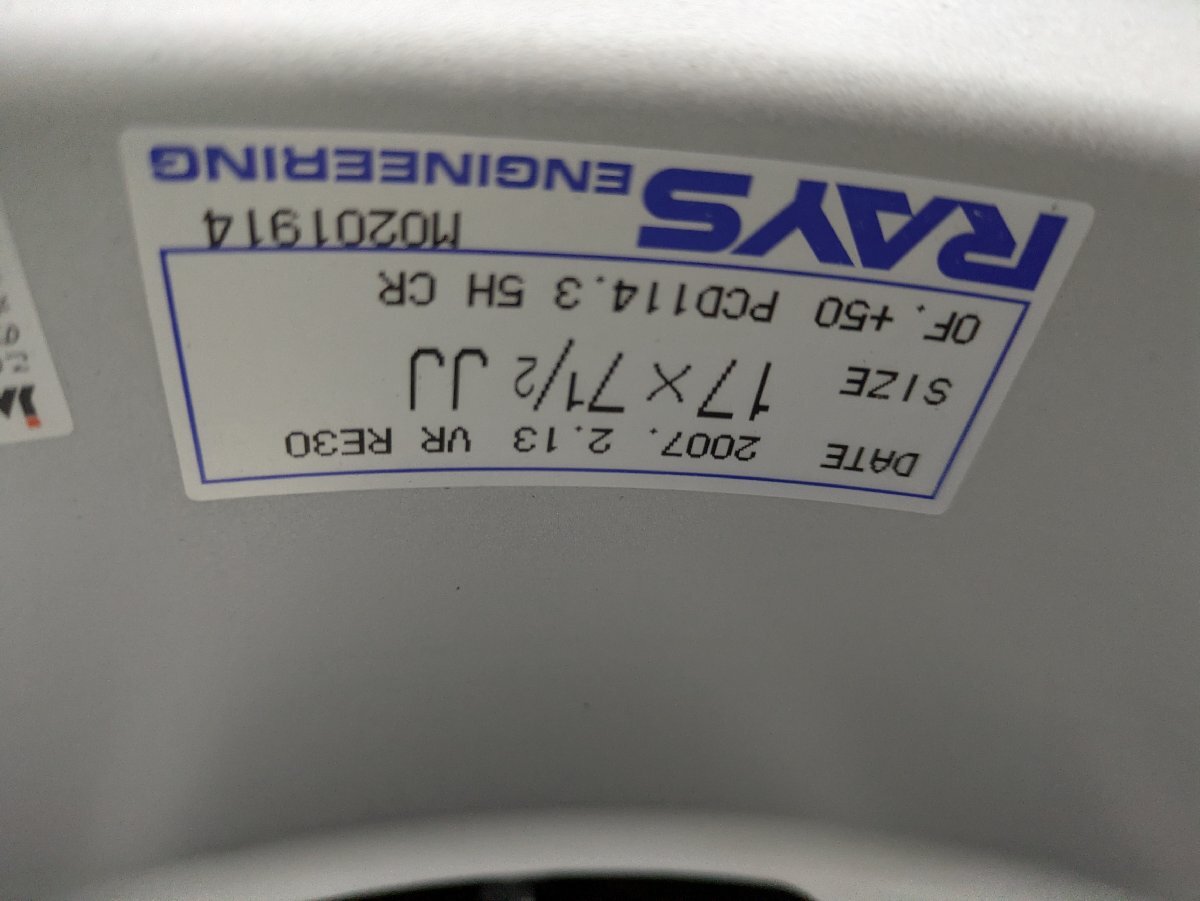 RAYS ENGINEERING
M0201914
OF. +50 PCD114.3 5H CR
SIZE 17×7 1/2 JJ
DATE 2007. 2.13 VR RE30